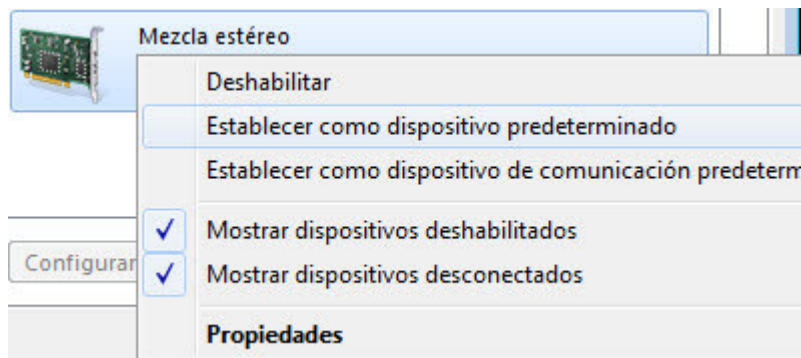 Mezcla estéreo
Deshabilitar
Establecer como dispositivo predeterminado
Establecer como dispositivo de comunicación predeterm
Mostrar dispositivos deshabilitados
Configurar
Mostrar dispositivos desconectados
Propiedades